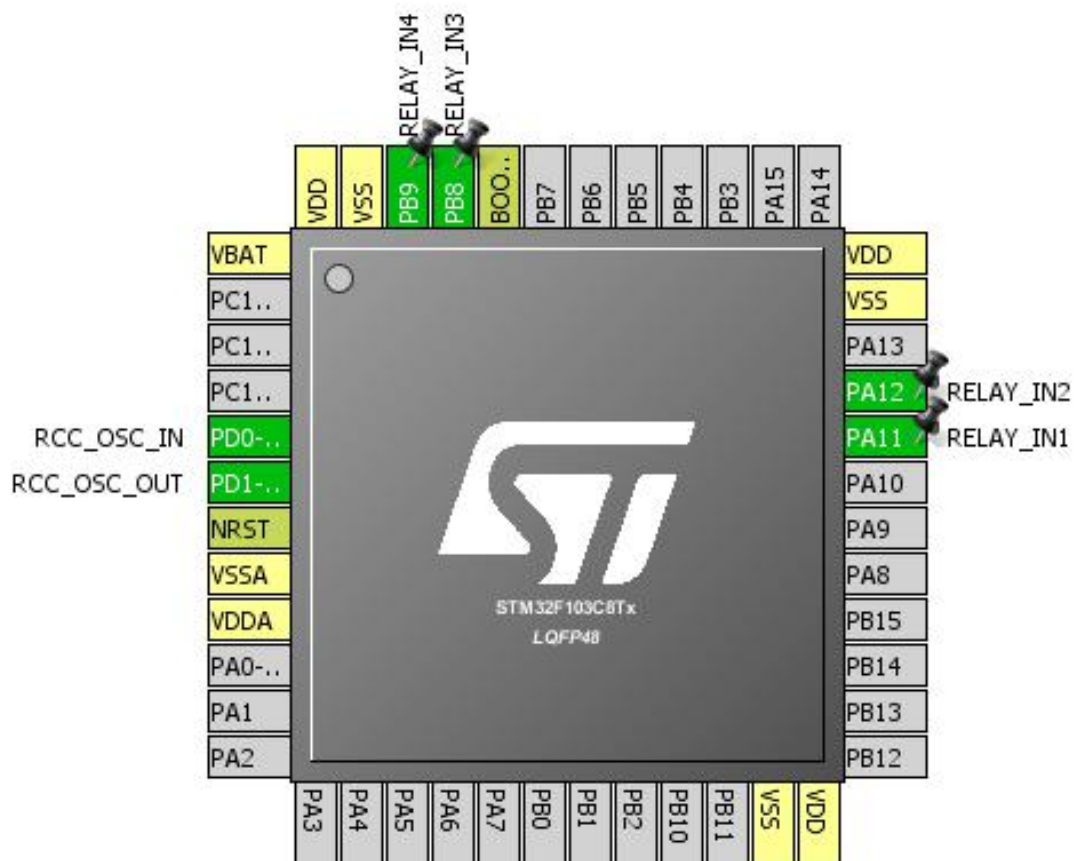 RELAY_IN4
RELAY_IN3
VDD
VSS
PB9
PB8
BOO..
PB7
PB6
PB5
PB4
PB3
PA15
PA14
VBAT
PC1..
PC1..
PC1..
RCC_OSC_IN PD0-..
RCC_OSC_OUT PD1-..
NRST
VSSA
VDDA
PA0-..
PA1
PA2
VDD
VSS
PA13
PA12 RELAY_IN2
PA11 RELAY_IN1
PA10
PA9
PA8
PB15
PB14
PB13
PB12
ST
STM32F103C8Tx
LQFP48
PA3
PA4
PA5
PA6
PA7
PB0
PB1
PB2
PB10
PB11
VSS
VDD